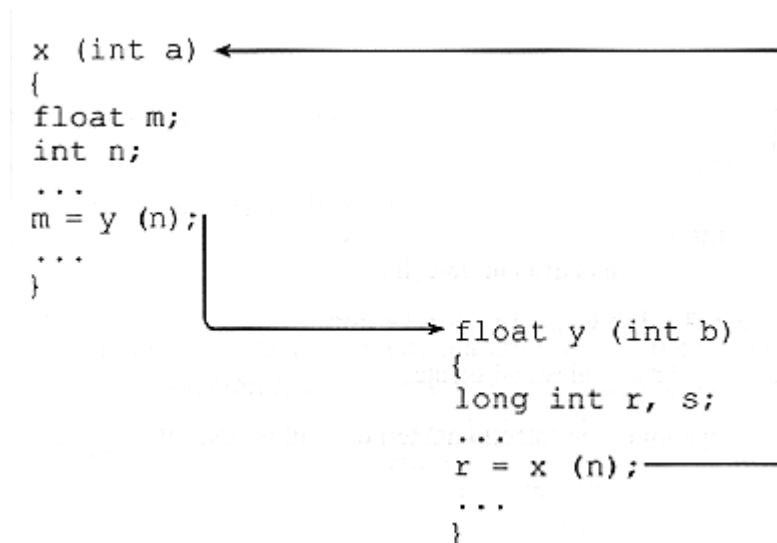 x (int a)
{
float m;
int n;
...
m = y (n);
...
}
float y (int b)
{
long int r, s;
...
r = x (n);
...
}